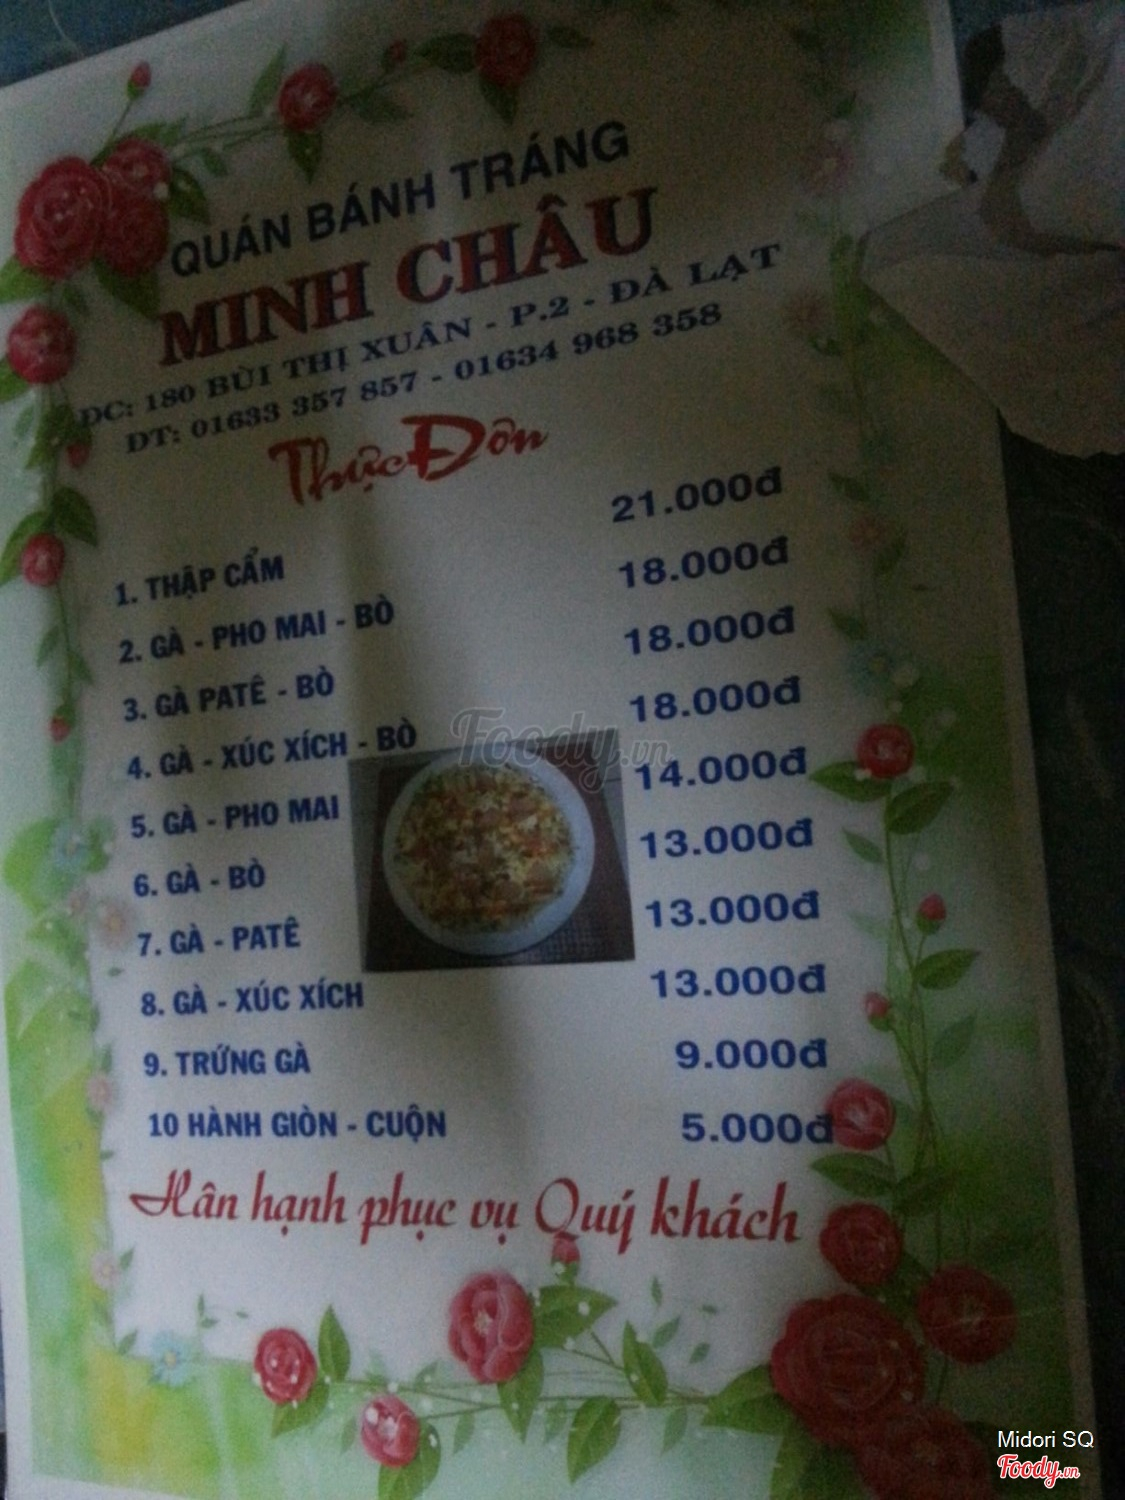 QUÁN BÁNH TRÁNG
MINH CHÂU
ĐC: 180 BÙI THỊ XUÂN - P.2 - ĐÀ LẠT
DT: 01633 357 857 - 01634 968 358
Thực Đôn
1. THẬP CẨM 21.000đ
2. GÀ - PHO MAI - BÒ 18.000đ
3. GÀ PATÊ - BÒ 18.000đ
4. GÀ - XÚC XÍCH - BÒ 18.000đ
5. GÀ - PHO MAI 14.000đ
6. GÀ - BÒ 13.000đ
7. GÀ - PATÊ 13.000đ
8. GÀ - XÚC XÍCH 13.000đ
9. TRỨNG GÀ 9.000đ
10 HÀNH GIÒN - CUỘN 5.000đ
Hân hạnh phục vụ Quý khách
Foody.vn
Midori SQ
Foody.vn